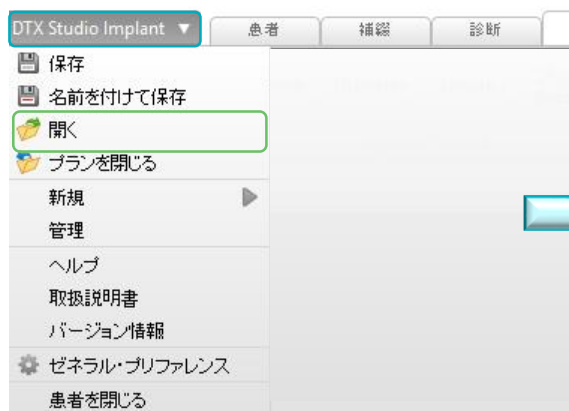 DTX Studio Implant ▼
患者
補綴
診断
保存
名前を付けて保存
開く
プランを閉じる
新規
管理
ヘルプ
取扱説明書
バージョン情報
ゼネラル・プリファレンス
患者を閉じる